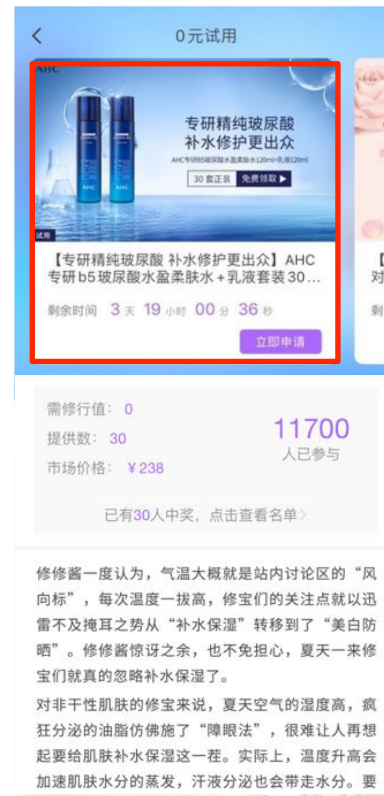 0元试用
AHC
专研精纯玻尿酸
补水修护更出众
AHC专研B5玻尿酸水盈柔肤水120ml+乳液120ml
30 套正装 免费领取▶
AHC AHC
试用
【专研精纯玻尿酸 补水修护更出众】AHC
专研b5玻尿酸水盈柔肤水+乳液套装30...
剩余时间 3 天 19 小时 00 分 36 秒
立即申请
【
对
剩
需修行值: 0
提供数: 30
市场价格: ¥238
11700
人已参与
已有30人中奖，点击查看名单>
修修酱一度认为，气温大概就是站内讨论区的“风
向标”，每次温度一拔高，修宝们的关注点就以迅
雷不及掩耳之势从“补水保湿”转移到了“美白防
晒”。修修酱惊讶之余，也不免担心，夏天一来修
宝们就真的忽略补水保湿了。
对非干性肌肤的修宝来说，夏天空气的湿度高，疯
狂分泌的油脂仿佛施了“障眼法”，很难让人再想
起要给肌肤补水保湿这一茬。实际上，温度升高会
加速肌肤水分的蒸发，汗液分泌也会带走水分。要